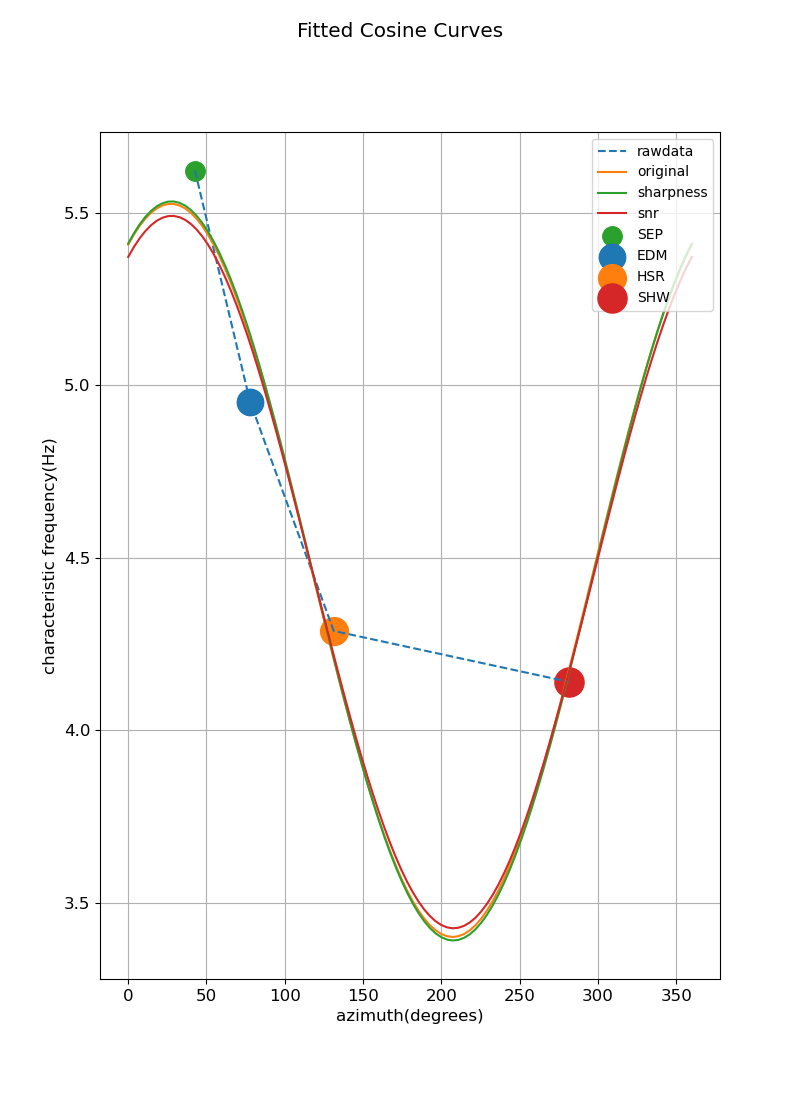 Fitted Cosine Curves
rawdata
original
sharpness
snr
SEP
EDM
HSR
SHW
characteristic frequency(Hz)
5.5
5.0
4.5
4.0
3.5
0 50 100 150 200 250 300 350
azimuth(degrees)